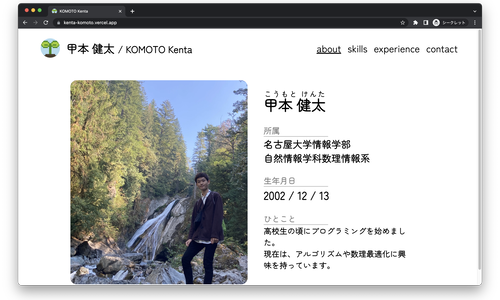 KOMOTO Kenta
kenta-komoto.vercel.app
シークレット
甲本 健太 / KOMOTO Kenta
about skills experience contact
こうもと けんた
甲本 健太
所属
名古屋大学情報学部
自然情報学科数理情報系
生年月日
2002 / 12 / 13
ひとこと
高校生の頃にプログラミングを始めまし
た。
現在は、アルゴリズムや数理最適化に興
味を持っています。